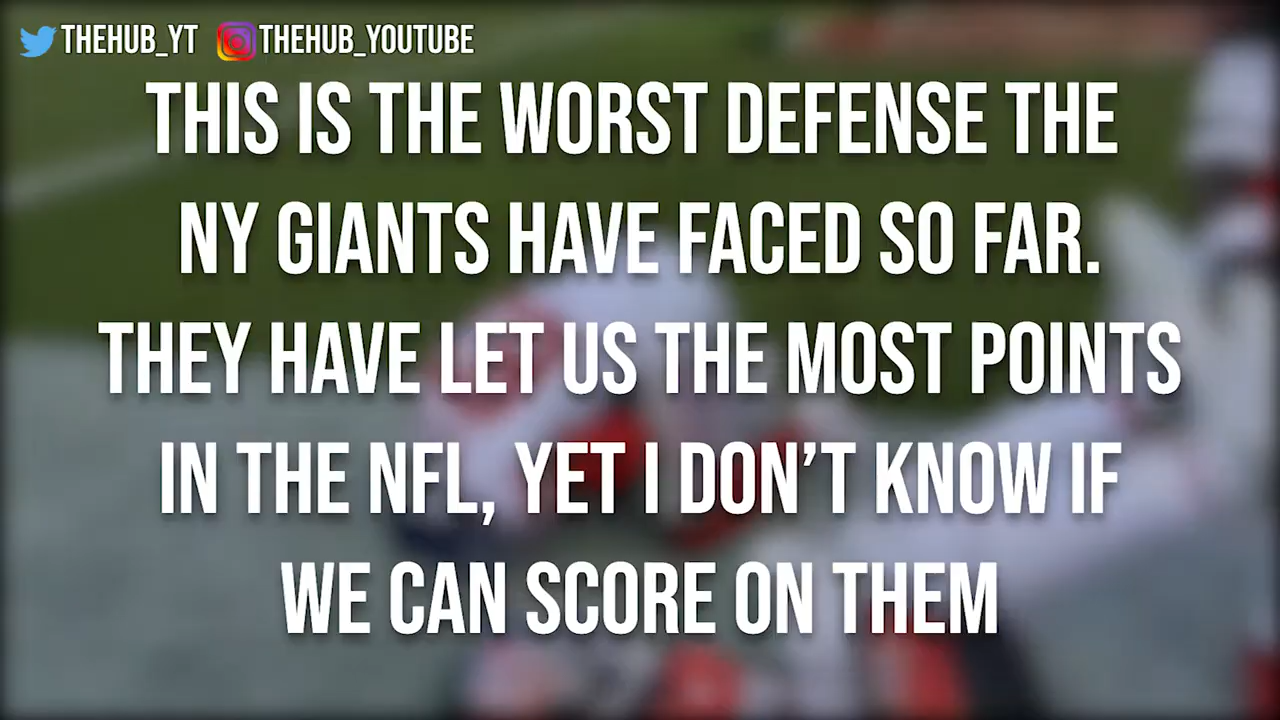 THEHUB_YT THEHUB_YOUTUBE
THIS IS THE WORST DEFENSE THE
NY GIANTS HAVE FACED SO FAR.
THEY HAVE LET US THE MOST POINTS
IN THE NFL, YET I DON'T KNOW IF
WE CAN SCORE ON THEM